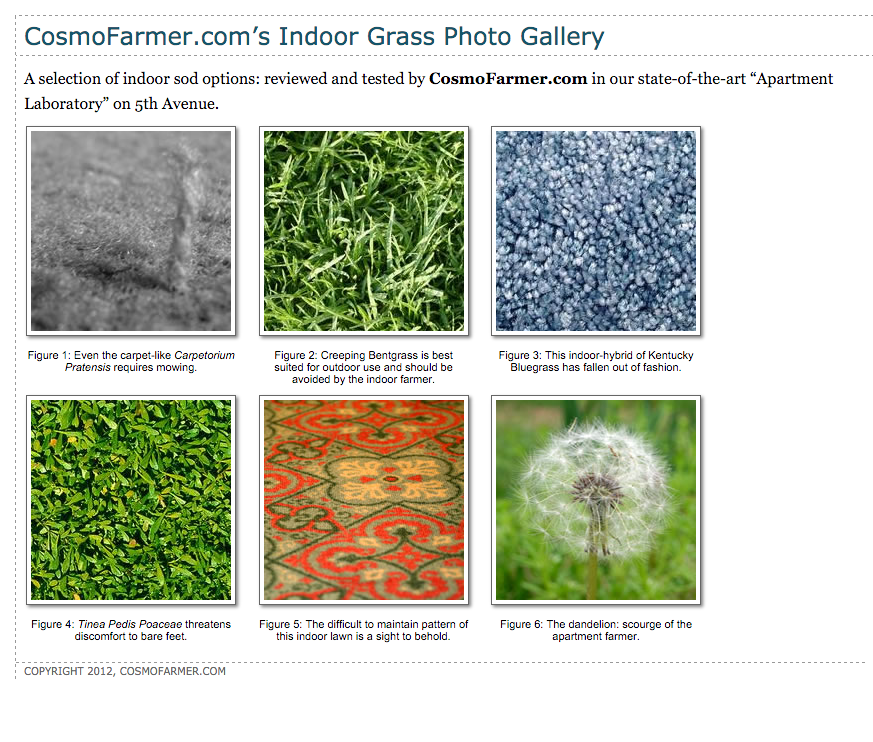 CosmoFarmer.com’s Indoor Grass Photo Gallery
A selection of indoor sod options: reviewed and tested by CosmoFarmer.com in our state-of-the-art “Apartment
Laboratory” on 5th Avenue.
Figure 1: Even the carpet-like Carpetorium
Pratensis requires mowing.
Figure 2: Creeping Bentgrass is best
suited for outdoor use and should be
avoided by the indoor farmer.
Figure 3: This indoor-hybrid of Kentucky
Bluegrass has fallen out of fashion.
Figure 4: Tinea Pedis Poaceae threatens
discomfort to bare feet.
Figure 5: The difficult to maintain pattern of
this indoor lawn is a sight to behold.
Figure 6: The dandelion: scourge of the
apartment farmer.
COPYRIGHT 2012, COSMOFARMER.COM